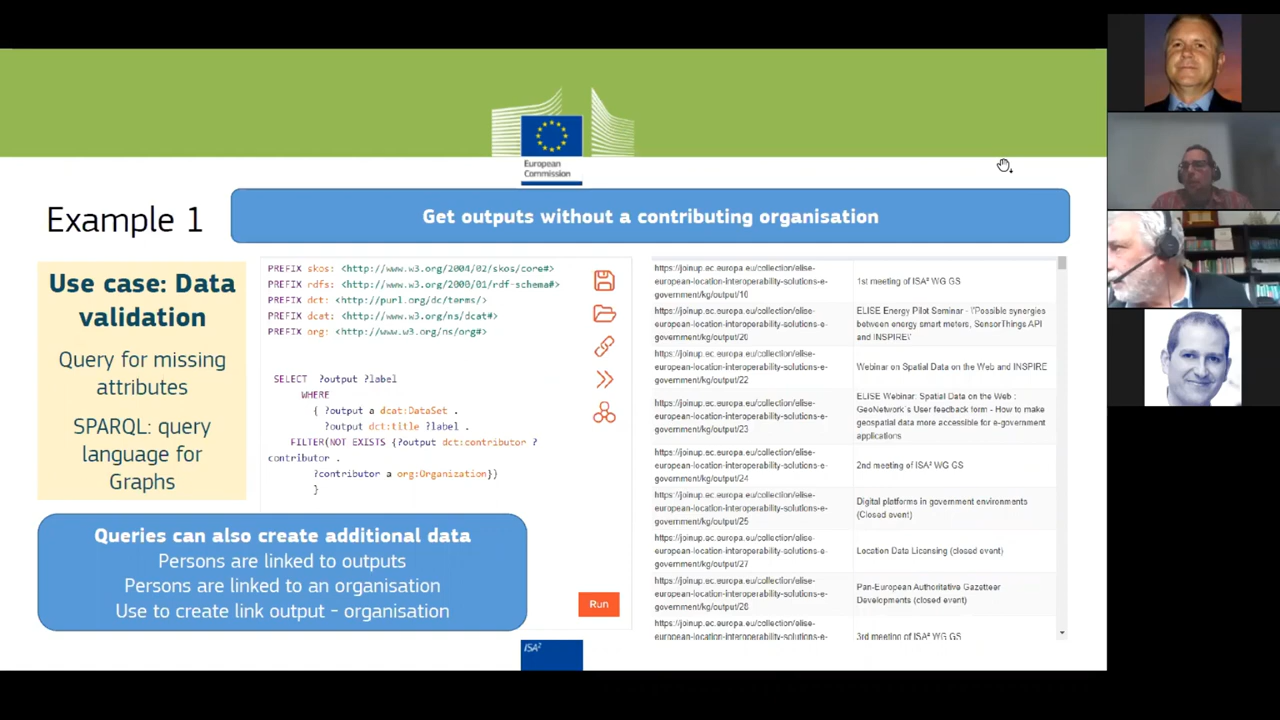 European
Commission
Example 1
Get outputs without a contributing organisation
Use case: Data
validation
Query for missing
attributes
SPARQL: query
language for
Graphs
PREFIX skos: <http://www.w3.org/2004/02/skos/core#>
PREFIX rdfs: <http://www.w3.org/2000/01/rdf-schema#>
PREFIX dct: <http://purl.org/dc/terms/>
PREFIX dcat: <http://www.w3.org/ns/dcat#>
PREFIX org: <http://www.w3.org/ns/org#>
SELECT ?output ?label
WHERE
{ ?output a dcat:DataSet .
?output dct:title ?label .
FILTER(NOT EXISTS {?output dct:contributor ?
contributor .
?contributor a org:Organization})
}
Run
https://joinup.ec.europa.eu/collection/elise-
european-location-interoperability-solutions-e-
government/kg/output/10
1st meeting of ISA² WG GS
https://joinup.ec.europa.eu/collection/elise-
european-location-interoperability-solutions-e-
government/kg/output/20
ELISE Energy Pilot Seminar - \"Possible synergies
between energy smart meters, SensorThings API
and INSPIRE\"
https://joinup.ec.europa.eu/collection/elise-
european-location-interoperability-solutions-e-
government/kg/output/22
Webinar on Spatial Data on the Web and INSPIRE
https://joinup.ec.europa.eu/collection/elise-
european-location-interoperability-solutions-e-
government/kg/output/23
ELISE Webinar: Spatial Data on the Web :
GeoNetwork's User feedback form - How to make
geospatial data more accessible for e-government
applications
https://joinup.ec.europa.eu/collection/elise-
european-location-interoperability-solutions-e-
government/kg/output/24
2nd meeting of ISA² WG GS
https://joinup.ec.europa.eu/collection/elise-
european-location-interoperability-solutions-e-
government/kg/output/25
Digital platforms in government environments
(Closed event)
https://joinup.ec.europa.eu/collection/elise-
european-location-interoperability-solutions-e-
government/kg/output/27
Location Data Licensing (closed event)
https://joinup.ec.europa.eu/collection/elise-
european-location-interoperability-solutions-e-
government/kg/output/28
Pan-European Authoritative Gazetteer
Developments (closed event)
https://joinup.ec.europa.eu/collection/elise-
european-location-interoperability-solutions-e-
3rd meeting of ISA² WG GS
Queries can also create additional data
Persons are linked to outputs
Persons are linked to an organisation
Use to create link output – organisation
ISA²